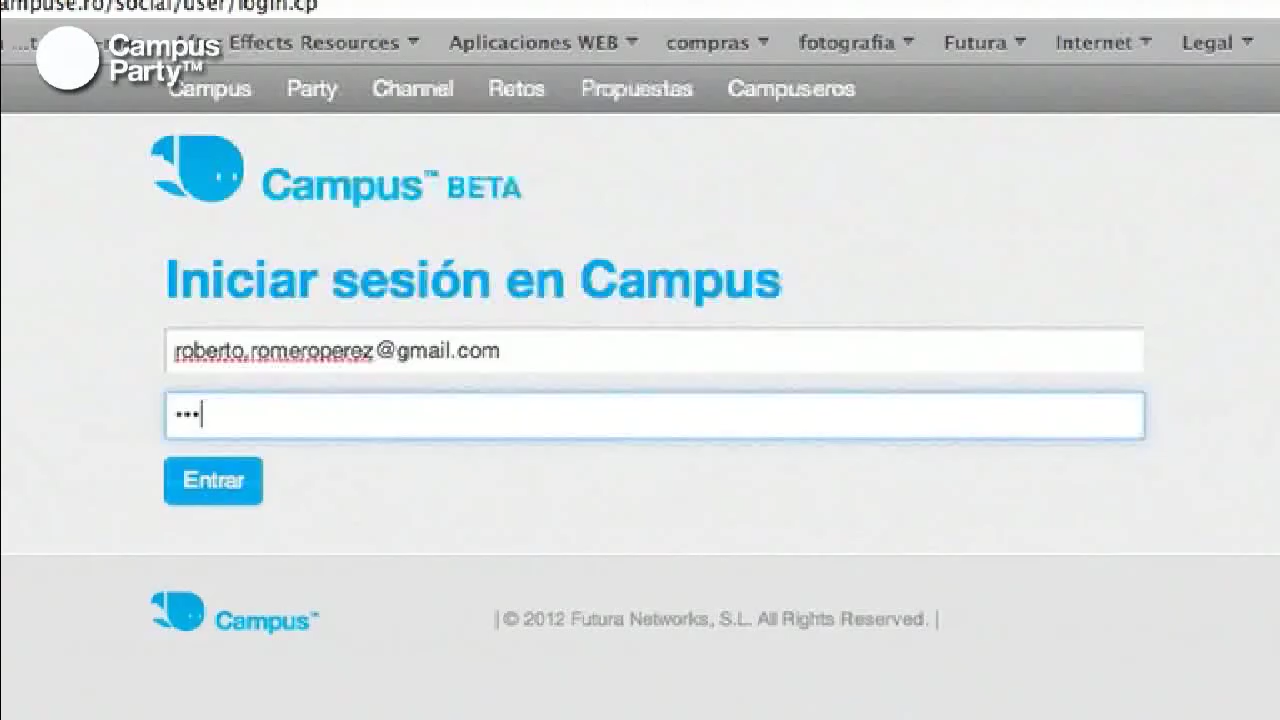 ampuse.ro/social/user/login.cp
Effects Resources Aplicaciones WEB compras fotografia Futura Internet Legal
Campus
Party™
Campus Party Channel Retos Propuestas Campuseros
Campus™ BETA
Iniciar sesión en Campus
roberto.romeroperez@gmail.com
•••
Entrar
Campus™
| © 2012 Futura Networks, S.L. All Rights Reserved. |